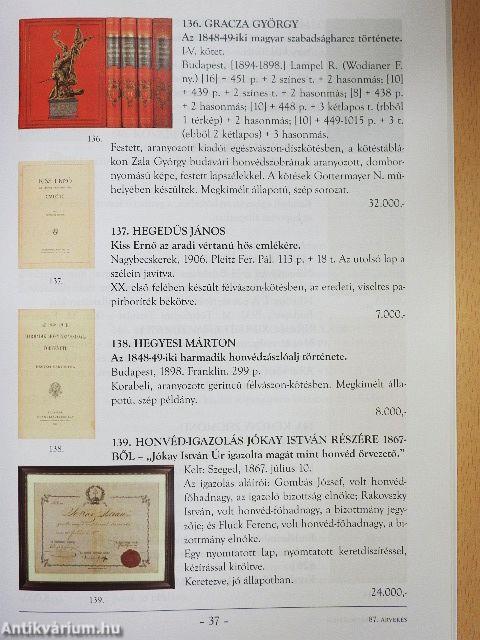 136. GRACZA GYÖRGY
Az 1848-49-iki magyar szabadságharcz története.
I-V. kötet.
Budapest, [1894-1898.] Lampel R. (Wodianer F.
ny.) [16] + 451 p. + 2 színes t. + 2 hasonmás; [10]
+ 439 p. + 2 színes t. + 2 hasonmás; [8] + 438 p.
+ 2 hasonmás; [10] + 448 p. + 3 kétlapos t. (ebből
1 térkép) + 2 hasonmás; [10] + 449-1015 p. + 3 t.
(ebből 2 kétlapos) + 3 hasonmás.
Festett, aranyozott kiadói egészvászon-díszkötésben, a kötéstáblá-
kon Zala György budavári honvédszobrának aranyozott, dombor-
nyomású képe, festett lapszélekkel. A kötések Gottermayer N. mű-
helyében készültek. Megkímélt állapotú, szép sorozat.
32.000,-
136.
137. HEGEDŰS JÁNOS
Kiss Ernő az aradi vértanú hős emlékére.
Nagybecskerek, 1906. Pleitz Fer. Pál. 113 p. + 18 t. Az utolsó lap a
szélein javítva.
XX. első felében készült félvászon-kötésben, az eredeti, viseltes pa-
pírboríték bekötve.
7.000,-
137.
138. HEGYESI MÁRTON
Az 1848-49-iki harmadik honvédzászlóalj története.
Budapest, 1898. Franklin. 299 p.
Korabeli, aranyozott gerincű félvászon-kötésben. Megkímélt álla-
potú, szép példány.
8.000,-
138.
139. HONVÉD-IGAZOLÁS JÓKAY ISTVÁN RÉSZÉRE 1867-
BŐL – „Jókay István Úr igazolta magát mint honvéd őrvezető."
Kelt: Szeged, 1867. július 10.
Az igazolás aláírói: Gombás József, volt honvéd-
főhadnagy, az igazoló bizottság elnöke; Rakovszky
István, volt honvéd-főhadnagy, a bizottmány jegy-
zője; és Fluck Ferenc, volt honvéd-főhadnagy, a bi-
zottmány elnöke.
Egy nyomtatott lap, nyomtatott keretdíszítéssel,
kézírással kitöltve.
Keretezve, jó állapotban.
24.000,-
139.
- 37 -
87. ÁRVERÉS
Antikvárium.hu